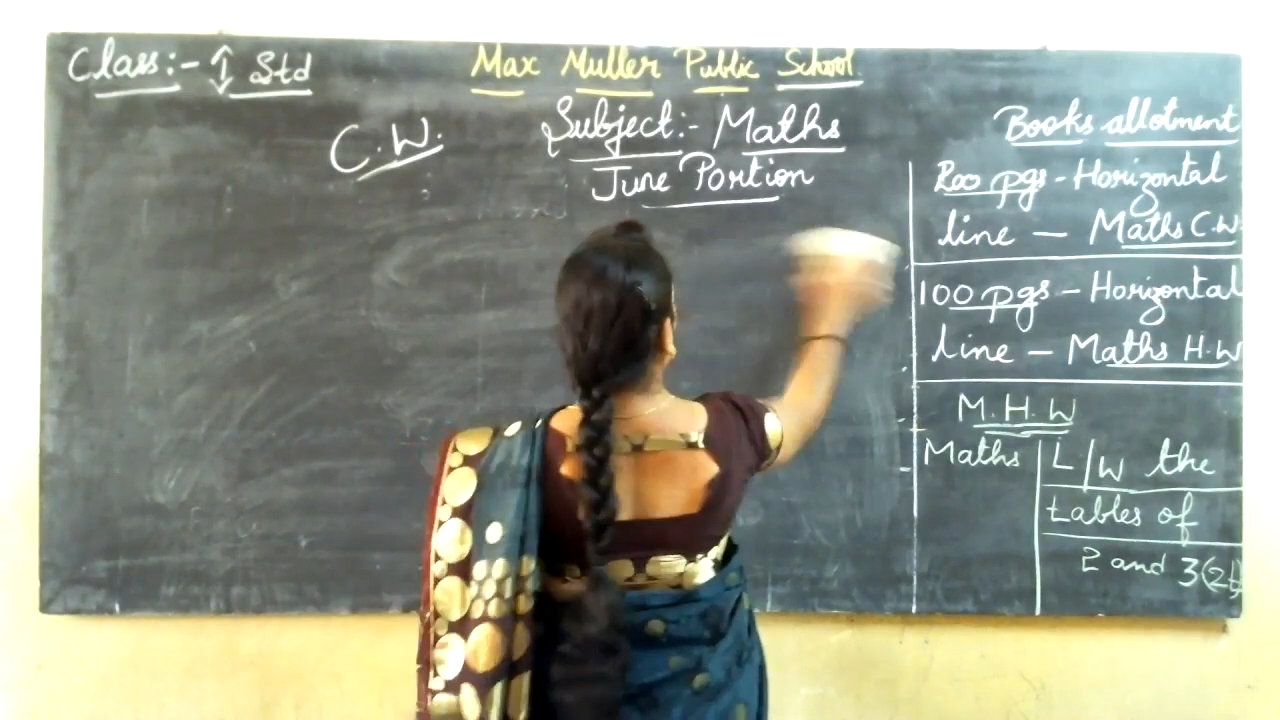 Class:- I Std
Max Muller Public School
C.W.
Subject:- Maths
June Portion
Books allotment
200 pgs - Horizontal
line — Maths C.W.
100 pgs - Horizontal
line — Maths H.W
M.H.W
Maths
L/W the
tables of
2 and 3(2t)